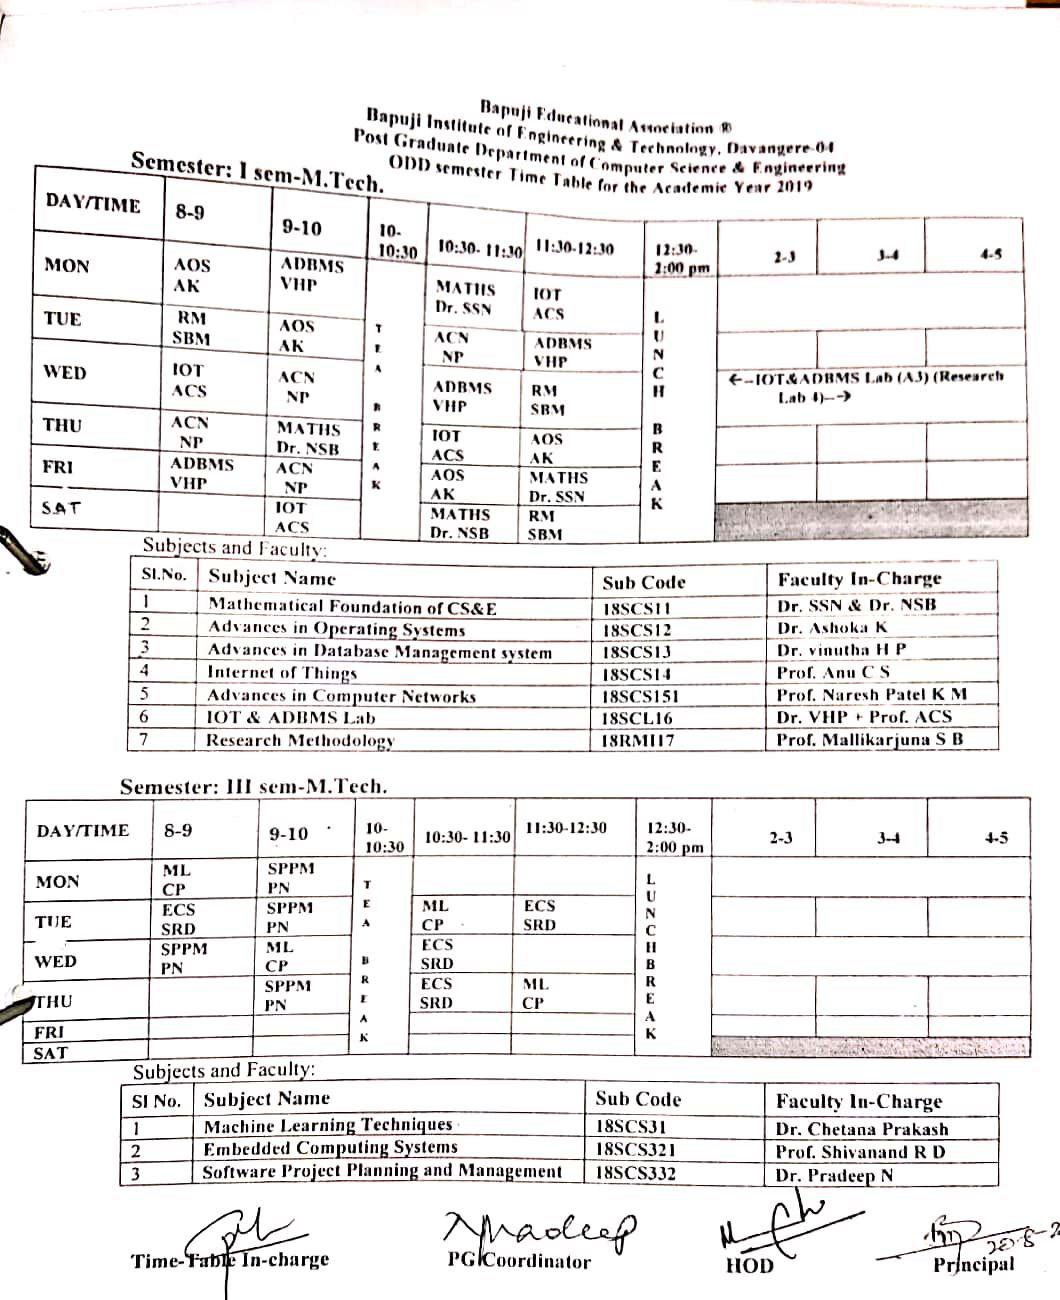 Bapuji Educational Association ®
Bapuji Institute of Engineering & Technology, Davangere-04
Post Graduate Department of Computer Science & Engineering
ODD semester Time Table for the Academic Year 2019
Semester: I sem-M.Tech.
DAY/TIME 8-9 9-10 10-10:30 10:30- 11:30 11:30-12:30 12:30-2:00 pm 2-3 3-4 4-5
MON AOS ADBMS MATHS IOT
AK VHP Dr. SSN ACS
TUE RM AOS ACN ADBMS
SBM AK NP VHP
WED IOT ACN ADBMS RM ←--IOT&ADBMS Lab (A3) (Research
ACS NP VHP SBM Lab 4)--→
THU ACN MATHS IOT AOS
NP Dr. NSB ACS AK
FRI ADBMS ACN AOS MATHS
VHP NP AK Dr. SSN
SAT IOT MATHS RM
ACS Dr. NSB SBM
TEA BREAK
LUNCH BREAK
Subjects and Faculty:
Sl.No. Subject Name Sub Code Faculty In-Charge
1 Mathematical Foundation of CS&E 18SCS11 Dr. SSN & Dr. NSB
2 Advances in Operating Systems 18SCS12 Dr. Ashoka K
3 Advances in Database Management system 18SCS13 Dr. vinutha H P
4 Internet of Things 18SCS14 Prof. Anu C S
5 Advances in Computer Networks 18SCS151 Prof. Naresh Patel K M
6 IOT & ADBMS Lab 18SCL16 Dr. VHP + Prof. ACS
7 Research Methodology 18RMI17 Prof. Mallikarjuna S B
Semester: III sem-M.Tech.
DAY/TIME 8-9 9-10 10-10:30 10:30- 11:30 11:30-12:30 12:30-2:00 pm 2-3 3-4 4-5
MON ML SPPM
CP PN
TUE ECS SPPM ML ECS
SRD PN CP SRD
WED SPPM ML ECS
PN CP SRD
THU SPPM ECS ML
PN SRD CP
FRI
SAT
TEA BREAK
LUNCH BREAK
Subjects and Faculty:
Sl No. Subject Name Sub Code Faculty In-Charge
1 Machine Learning Techniques 18SCS31 Dr. Chetana Prakash
2 Embedded Computing Systems 18SCS321 Prof. Shivanand R D
3 Software Project Planning and Management 18SCS332 Dr. Pradeep N
Time-Table In-charge PG Coordinator HOD Principal